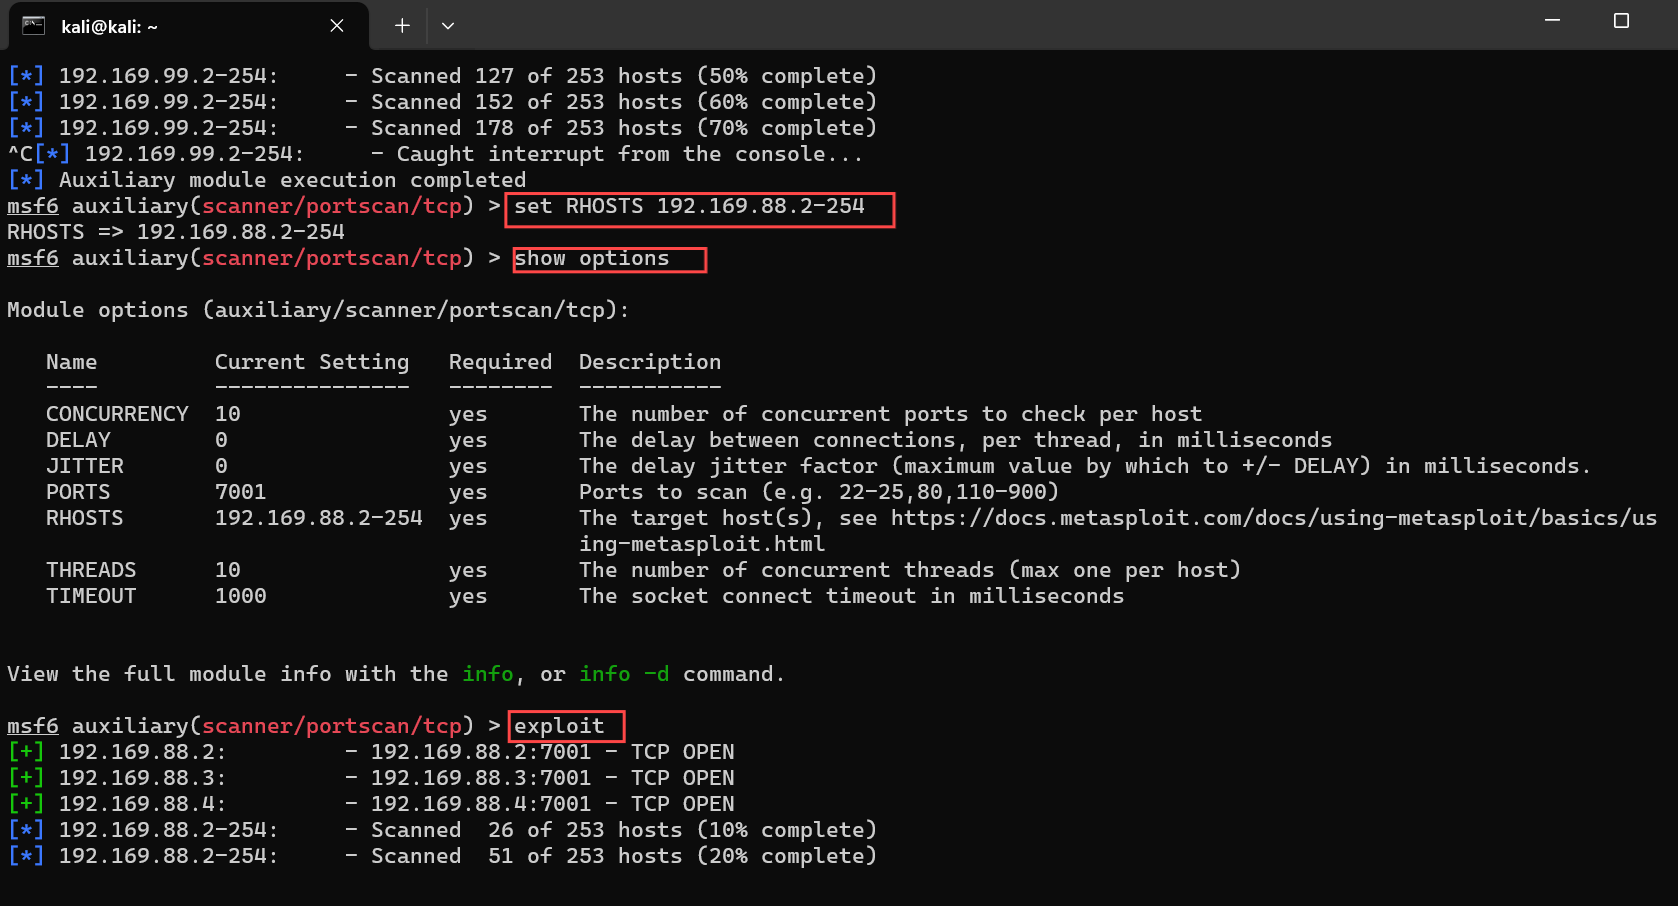 kali@kali: ~
[*] 192.169.99.2-254:     - Scanned 127 of 253 hosts (50% complete)
[*] 192.169.99.2-254:     - Scanned 152 of 253 hosts (60% complete)
[*] 192.169.99.2-254:     - Scanned 178 of 253 hosts (70% complete)
^C[*] 192.169.99.2-254:     - Caught interrupt from the console...
[*] Auxiliary module execution completed
msf6 auxiliary(scanner/portscan/tcp) > set RHOSTS 192.169.88.2-254
RHOSTS => 192.169.88.2-254
msf6 auxiliary(scanner/portscan/tcp) > show options
Module options (auxiliary/scanner/portscan/tcp):
   Name         Current Setting   Required  Description
   ----         ---------------   --------  -----------
   CONCURRENCY  10                yes       The number of concurrent ports to check per host
   DELAY        0                 yes       The delay between connections, per thread, in milliseconds
   JITTER       0                 yes       The delay jitter factor (maximum value by which to +/- DELAY) in milliseconds.
   PORTS        7001              yes       Ports to scan (e.g. 22-25,80,110-900)
   RHOSTS       192.169.88.2-254  yes       The target host(s), see https://docs.metasploit.com/docs/using-metasploit/basics/us
                                            ing-metasploit.html
   THREADS      10                yes       The number of concurrent threads (max one per host)
   TIMEOUT      1000              yes       The socket connect timeout in milliseconds
View the full module info with the info, or info -d command.
msf6 auxiliary(scanner/portscan/tcp) > exploit
[+] 192.169.88.2:         - 192.169.88.2:7001 - TCP OPEN
[+] 192.169.88.3:         - 192.169.88.3:7001 - TCP OPEN
[+] 192.169.88.4:         - 192.169.88.4:7001 - TCP OPEN
[*] 192.169.88.2-254:     - Scanned  26 of 253 hosts (10% complete)
[*] 192.169.88.2-254:     - Scanned  51 of 253 hosts (20% complete)